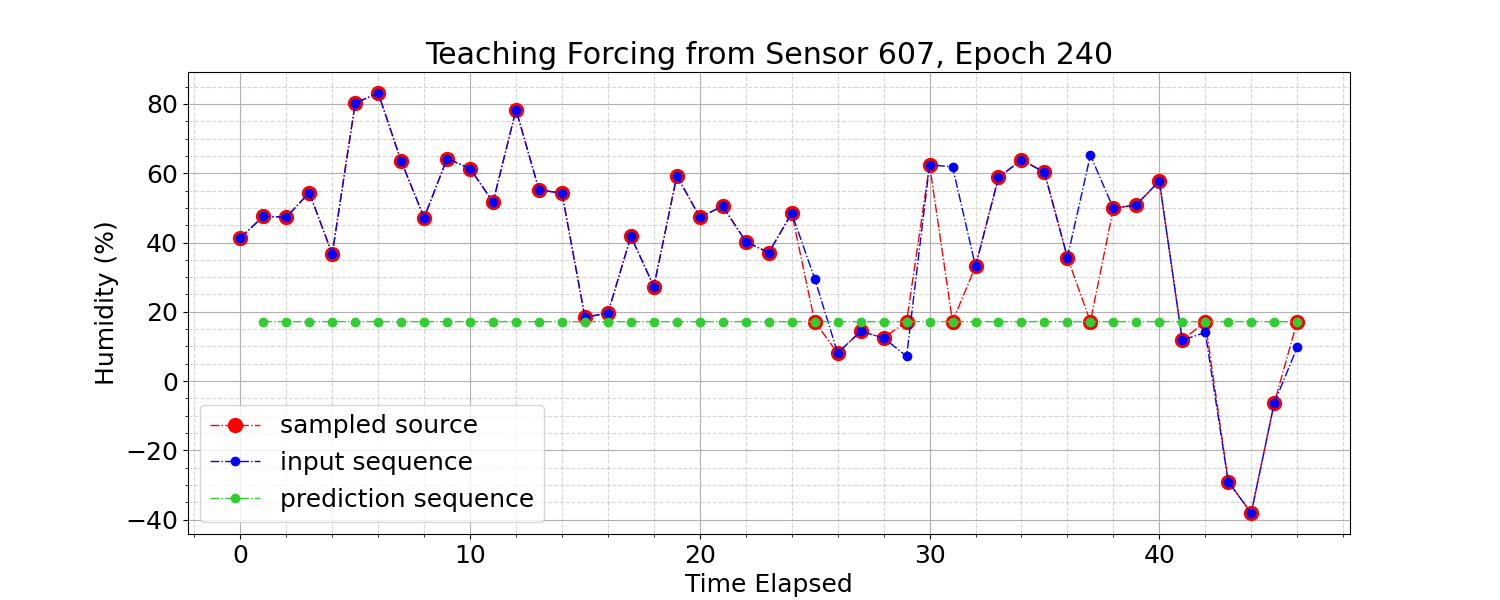 Teaching Forcing from Sensor 607, Epoch 240
80
60
40
20
0
−20
−40
Humidity (%)
sampled source
input sequence
prediction sequence
0 10 20 30 40
Time Elapsed